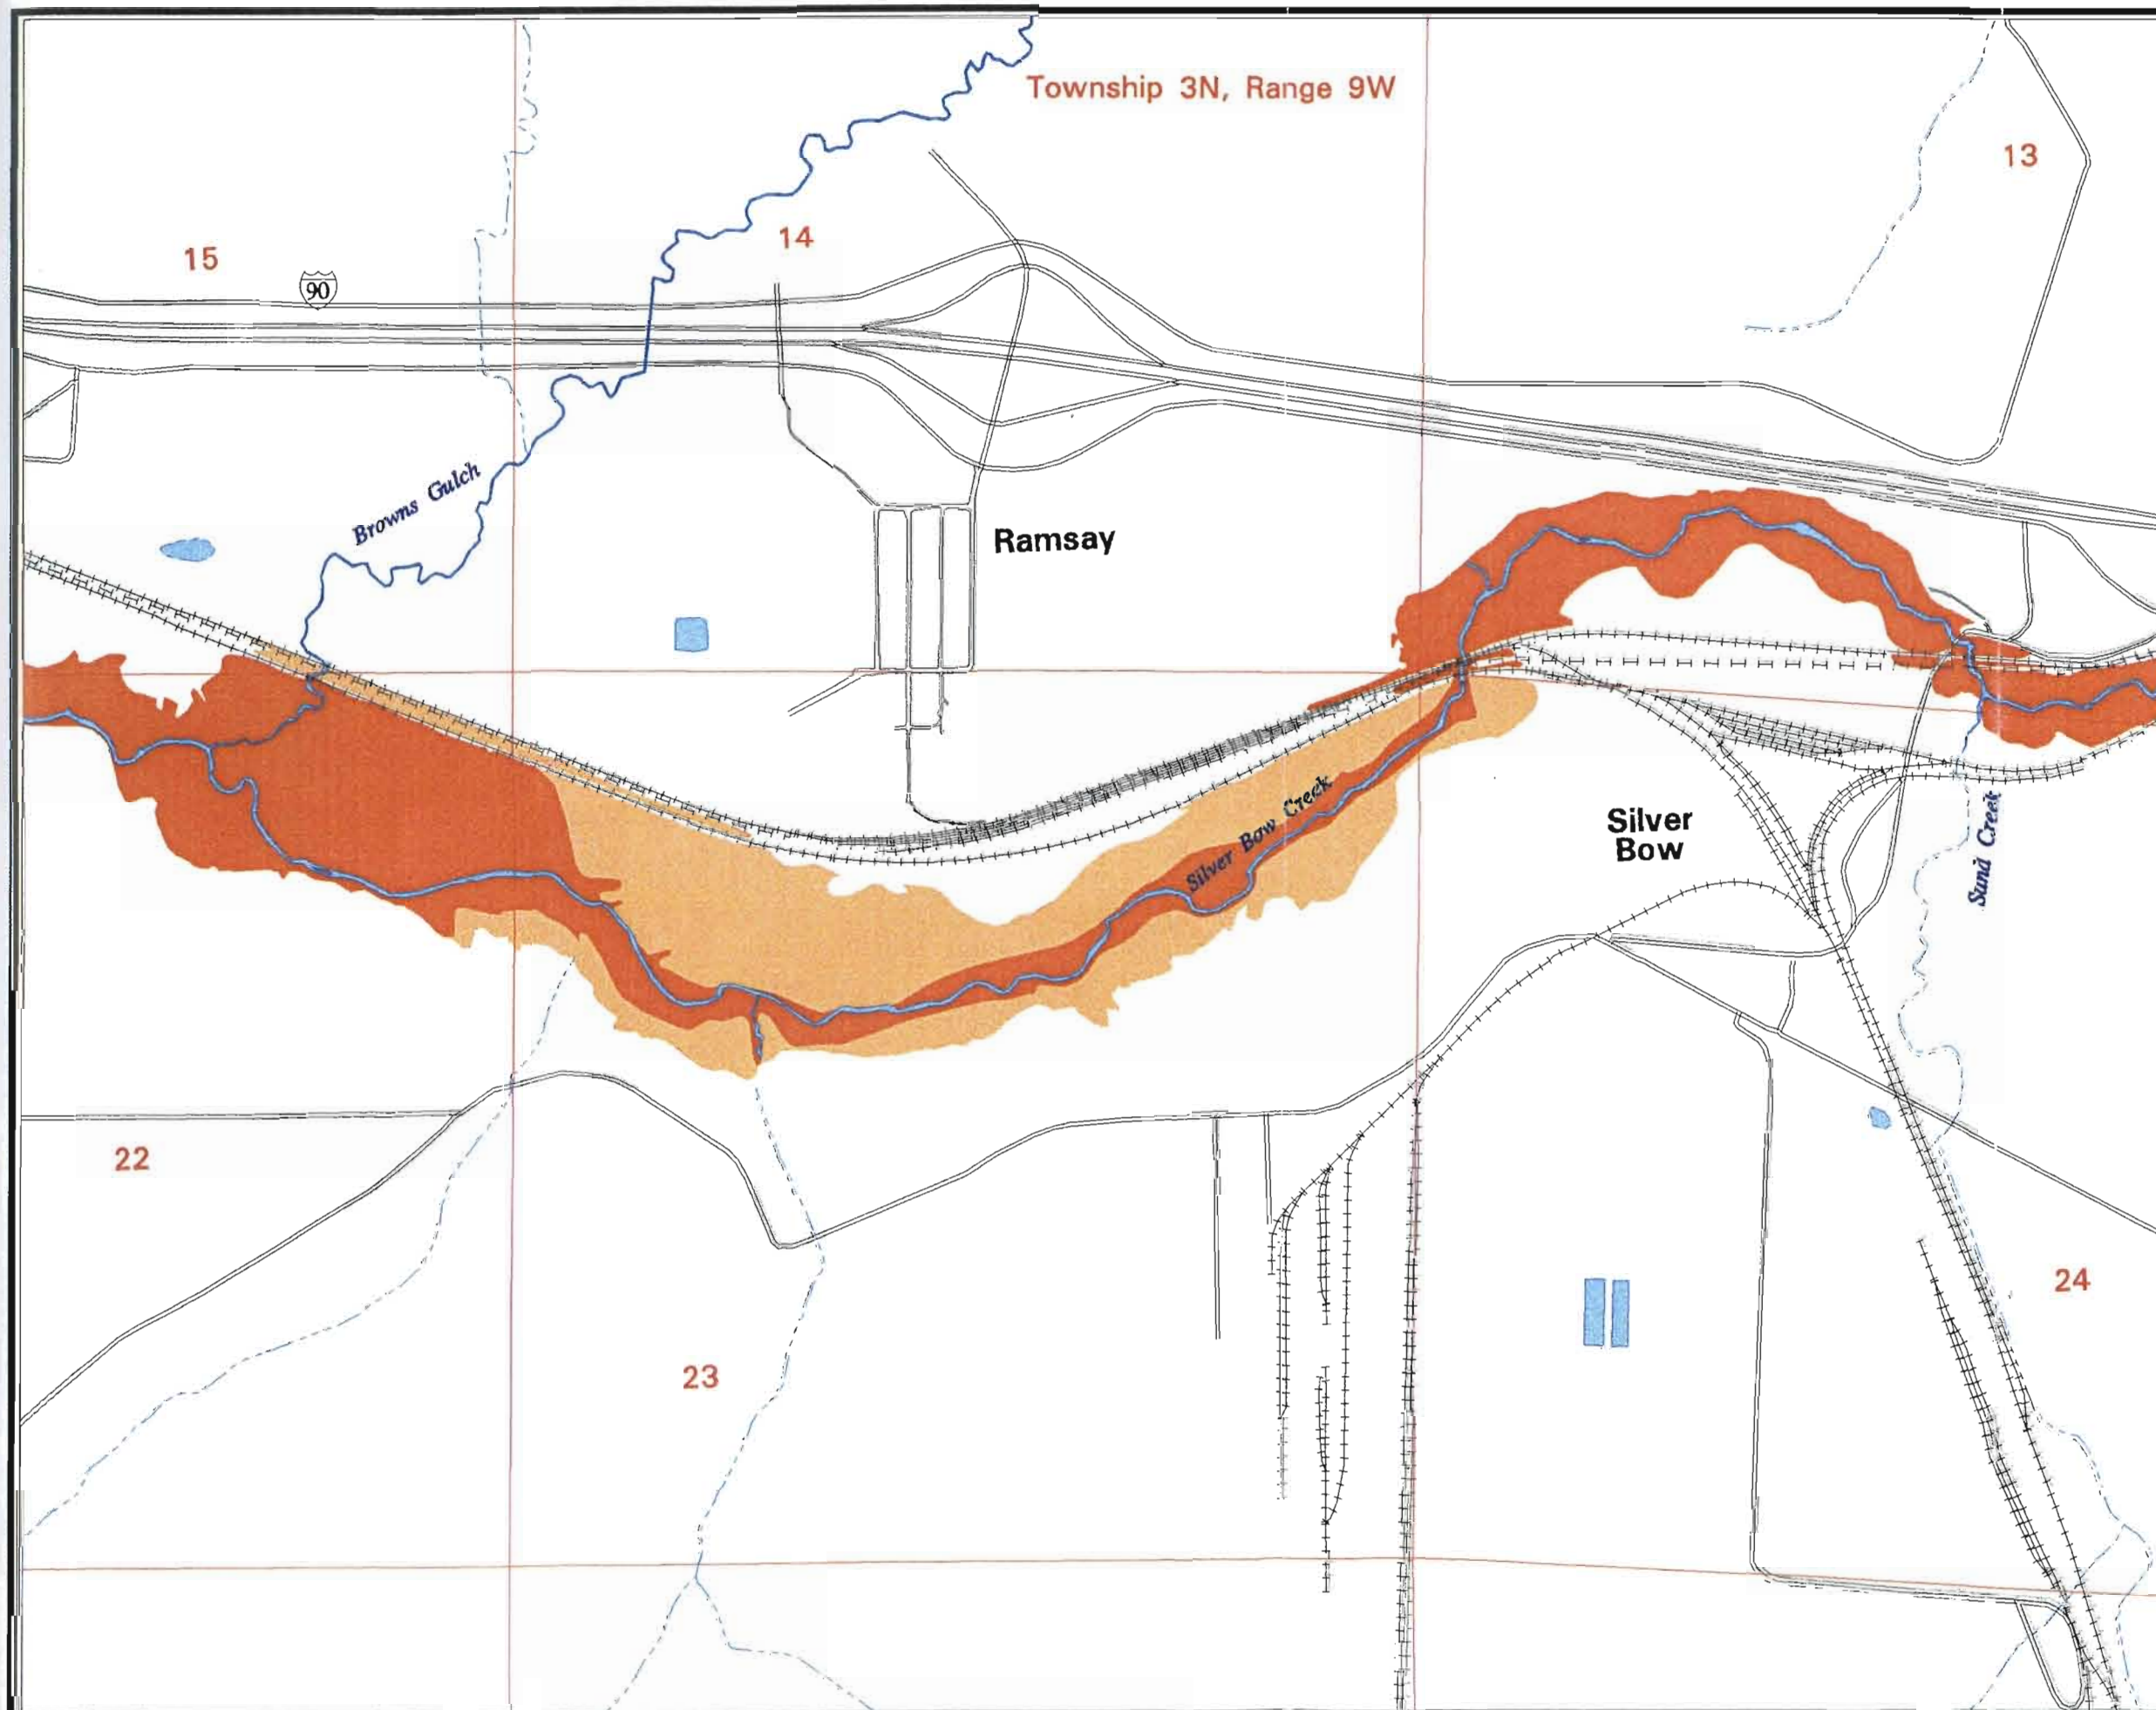 Township 3N, Range 9W
13
14
15
90
Browns Gulch
Ramsay
Silver Bow Creek
Silver
Bow
Sand Creek
22
24
23